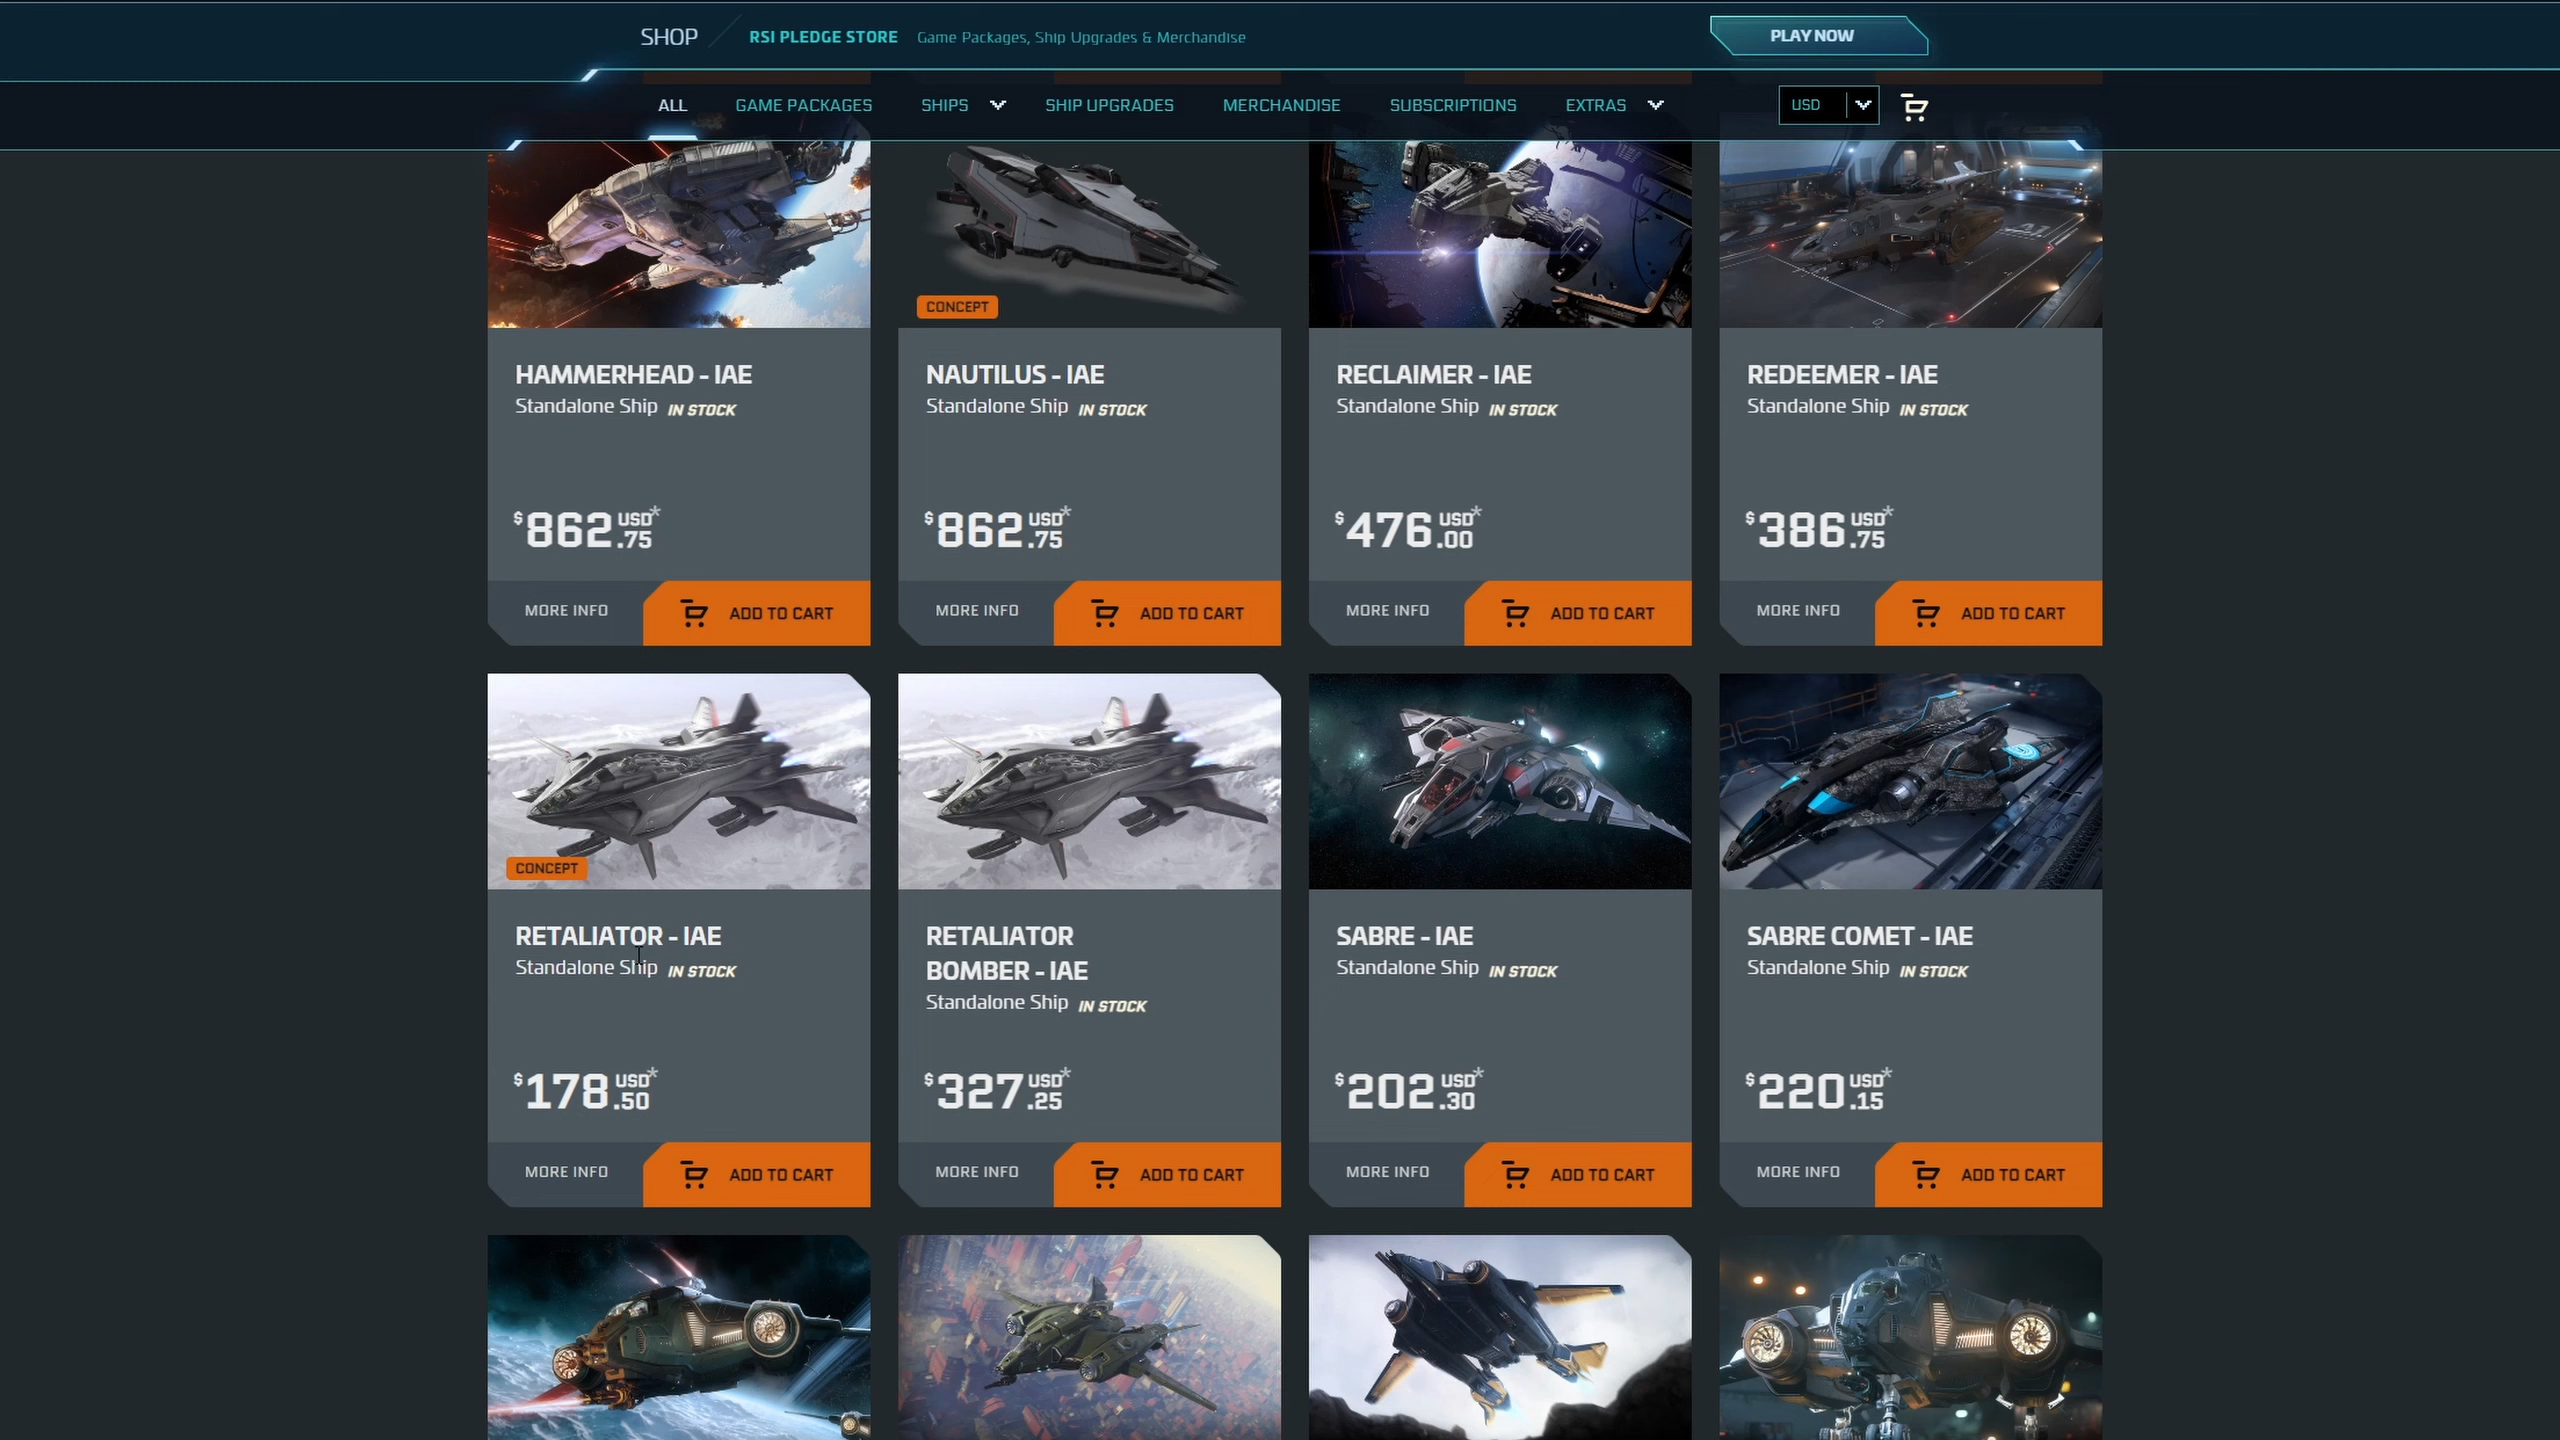 SHOP
RSI PLEDGE STORE Game Packages, Ship Upgrades & Merchandise
PLAY NOW
ALL GAME PACKAGES SHIPS SHIP UPGRADES MERCHANDISE SUBSCRIPTIONS EXTRAS USD
CONCEPT
HAMMERHEAD - IAE
Standalone Ship IN STOCK
$862.75 USD*
MORE INFO ADD TO CART
NAUTILUS - IAE
Standalone Ship IN STOCK
$862.75 USD*
MORE INFO ADD TO CART
RECLAIMER - IAE
Standalone Ship IN STOCK
$476.00 USD*
MORE INFO ADD TO CART
REDEEMER - IAE
Standalone Ship IN STOCK
$386.75 USD*
MORE INFO ADD TO CART
CONCEPT
RETALIATOR - IAE
Standalone Ship IN STOCK
$178.50 USD*
MORE INFO ADD TO CART
RETALIATOR
BOMBER - IAE
Standalone Ship IN STOCK
$327.25 USD*
MORE INFO ADD TO CART
SABRE - IAE
Standalone Ship IN STOCK
$202.30 USD*
MORE INFO ADD TO CART
SABRE COMET - IAE
Standalone Ship IN STOCK
$220.15 USD*
MORE INFO ADD TO CART